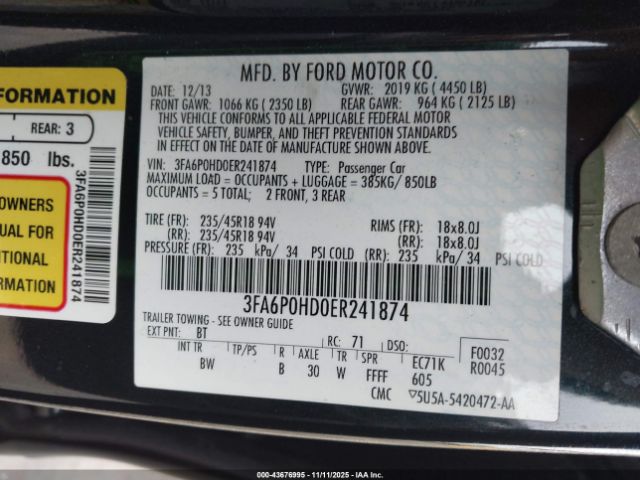 FORMATION
REAR: 3
850 lbs.
OWNERS
UAL FOR
ITIONAL
RMATION
3FA6P0HD0ER241874
MFD. BY FORD MOTOR CO.
DATE: 12/13 GVWR: 2019 KG ( 4450 LB)
FRONT GAWR: 1066 KG ( 2350 LB) REAR GAWR: 964 KG ( 2125 LB)
THIS VEHICLE CONFORMS TO ALL APPLICABLE FEDERAL MOTOR
VEHICLE SAFETY, BUMPER, AND THEFT PREVENTION STANDARDS
IN EFFECT ON THE DATE OF MANUFACTURE SHOWN ABOVE.
VIN: 3FA6P0HD0ER241874 TYPE: Passenger Car
MAXIMUM LOAD = OCCUPANTS + LUGGAGE = 385KG/ 850LB
OCCUPANTS = 5 TOTAL; 2 FRONT, 3 REAR
TIRE (FR): 235/45R18 94V RIMS (FR): 18x8.0J
(RR): 235/45R18 94V (RR): 18x8.0J
PRESSURE (FR): 235 kPa/ 34 PSI COLD (RR): 235 kPa/ 34 PSI COLD
3FA6P0HD0ER241874
TRAILER TOWING - SEE OWNER GUIDE
EXT PNT: BT RC: 71 DSO: F0032
R0045
INT TR TP/PS R AXLE TR SPR EC71K
BW B 30 W FFFF 605
CMC 5U5A-5420472-AA
000-43676995 - 11/11/2025 - IAAI, Inc.